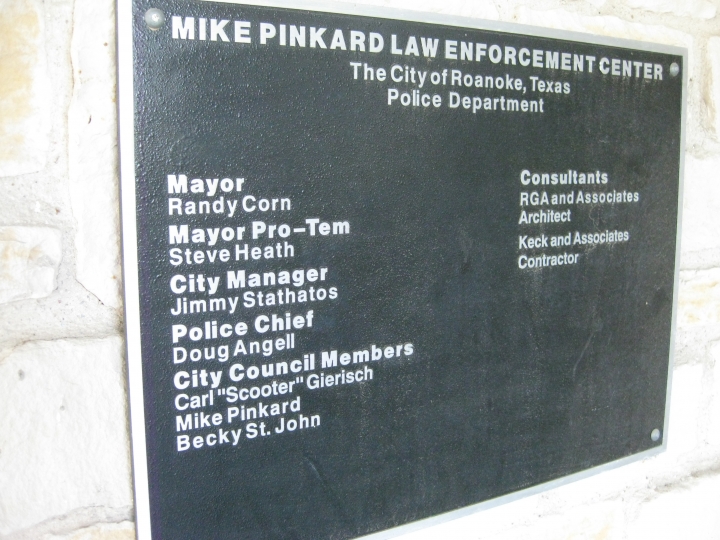 MIKE PINKARD LAW ENFORCEMENT CENTER
The City of Roanoke, Texas
Police Department
Mayor
Randy Corn
Mayor Pro-Tem
Steve Heath
City Manager
Jimmy Stathatos
Police Chief
Doug Angell
City Council Members
Carl "Scooter" Gierisch
Mike Pinkard
Becky St. John
Consultants
RGA and Associates
Architect
Keck and Associates
Contractor